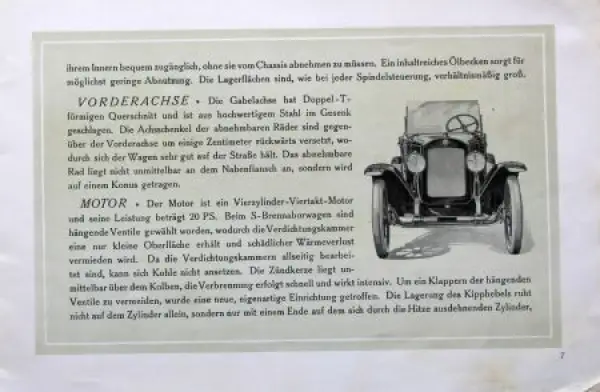 ihrem Innern bequem zugänglich, ohne sie vom Chassis abnehmen zu müssen. Ein inhaltreiches Ölbecken sorgt für
möglichst geringe Abnutzung. Die Lagerflächen sind, wie bei jeder Spindelsteuerung, verhältnismäßig groß.
VORDERACHSE • Die Gabelachse hat Doppel-T-
förmigen Querschnitt und ist aus hochwertigem Stahl im Gesenk
geschlagen. Die Achsschenkel der abnehmbaren Räder sind gegen-
über der Vorderachse um einige Zentimeter rückwärts versetzt, wo-
durch sich der Wagen sehr gut auf der Straße hält. Das abnehmbare
Rad liegt nicht unmittelbar an dem Nabenflansch an, sondern wird
auf einem Konus getragen.
MOTOR • Der Motor ist ein Vierzylinder-Viertakt-Motor
und seine Leistung beträgt 20 PS. Beim S-Brennaborwagen sind
hängende Ventile gewählt worden, wodurch die Verdichtungskammer
eine nur kleine Oberfläche erhält und schädlicher Wärmeverlust
vermieden wird. Da die Verdichtungskammern allseitig bearbei-
tet sind, kann sich Kohle nicht ansetzen. Die Zündkerze liegt un-
mittelbar über dem Kolben, die Verbrennung erfolgt schnell und wirkt intensiv. Um ein Klappern der hängenden
Ventile zu vermeiden, wurde eine neue, eigenartige Einrichtung getroffen. Die Lagerung des Kipphebels ruht
nicht auf dem Zylinder allein, sondern nur mit einem Ende auf dem sich durch die Hitze ausdehnenden Zylinder,
7